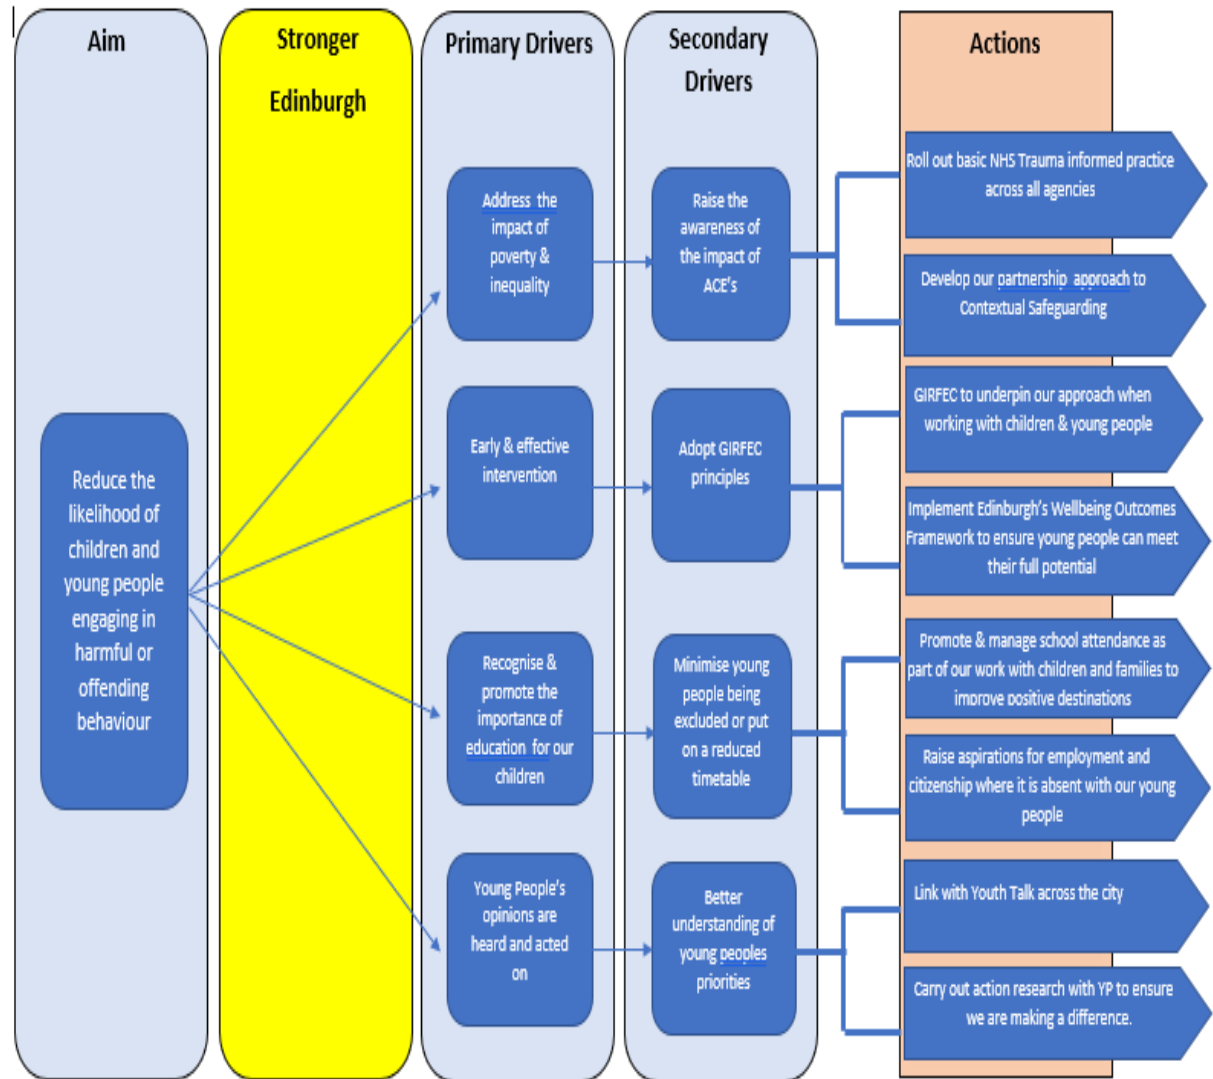 Aim
Stronger
Edinburgh
Primary Drivers
Secondary
Drivers
Actions
Reduce the
likelihood of
children and
young people
engaging in
harmful or
offending
behaviour
Address the
impact of
poverty &
inequality
Raise the
awareness of
the impact of
ACE's
Roll out basic NHS Trauma informed practice
across all agencies
Develop our partnership approach to
Contextual Safeguarding
Early & effective
intervention
Adopt GIRFEC
principles
GIRFEC to underpin our approach when
working with children & young people
Implement Edinburgh's Wellbeing Outcomes
Framework to ensure young people can meet
their full potential
Recognise &
promote the
importance of
education for our
children
Minimise young
people being
excluded or put
on a reduced
timetable
Promote & manage school attendance as
part of our work with children and families to
improve positive destinations
Raise aspirations for employment and
citizenship where it is absent with our young
people
Young People's
opinions are
heard and acted
on
Better
understanding of
young peoples
priorities
Link with Youth Talk across the city
Carry out action research with YP to ensure
we are making a difference.